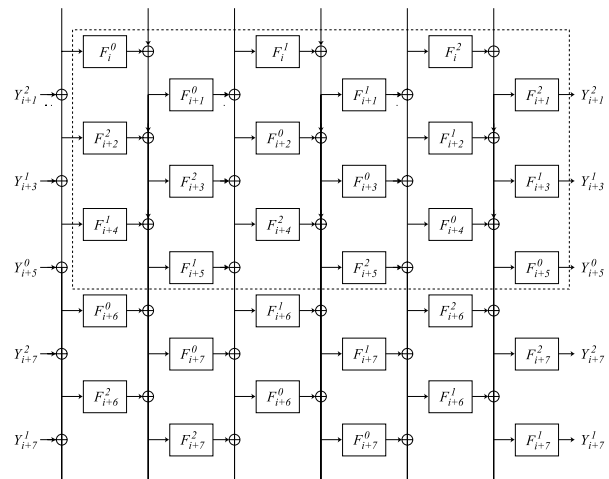 F_i^0 F_i^1 F_i^2
Y_{i+1}^2 F_{i+1}^0 F_{i+1}^1 F_{i+1}^2 Y_{i+1}^2
F_{i+2}^2 F_{i+2}^0 F_{i+2}^1
Y_{i+3}^1 F_{i+3}^2 F_{i+3}^0 F_{i+3}^1 Y_{i+3}^1
F_{i+4}^1 F_{i+4}^2 F_{i+4}^0
Y_{i+5}^0 F_{i+5}^1 F_{i+5}^2 F_{i+5}^0 Y_{i+5}^0
F_{i+6}^0 F_{i+6}^1 F_{i+6}^2
Y_{i+7}^2 F_{i+7}^0 F_{i+7}^1 F_{i+7}^2 Y_{i+7}^2
F_{i+6}^2 F_{i+6}^0 F_{i+6}^1
Y_{i+7}^1 F_{i+7}^2 F_{i+7}^0 F_{i+7}^1 Y_{i+7}^1